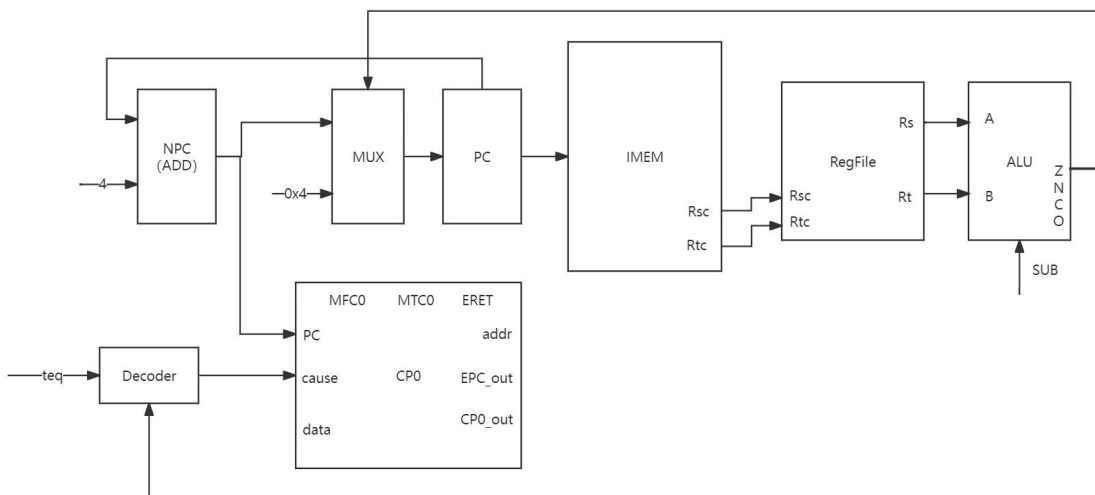 NPC
(ADD)
4
MUX
0x4
PC
IMEM
Rsc
Rtc
RegFile
Rsc
Rtc
Rs
Rt
ALU
A
B
Z
N
C
O
SUB
MFC0 MTC0 ERET
PC
addr
cause
CP0
EPC_out
data
CP0_out
teq
Decoder